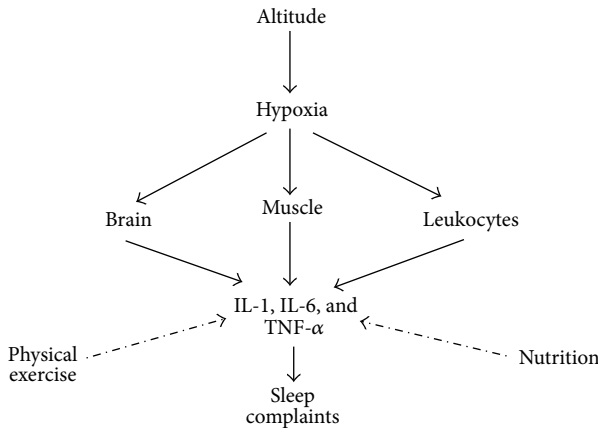 Altitude
Hypoxia
Brain
Muscle
Leukocytes
IL-1, IL-6, and
TNF-α
Physical
exercise
Nutrition
Sleep
complaints